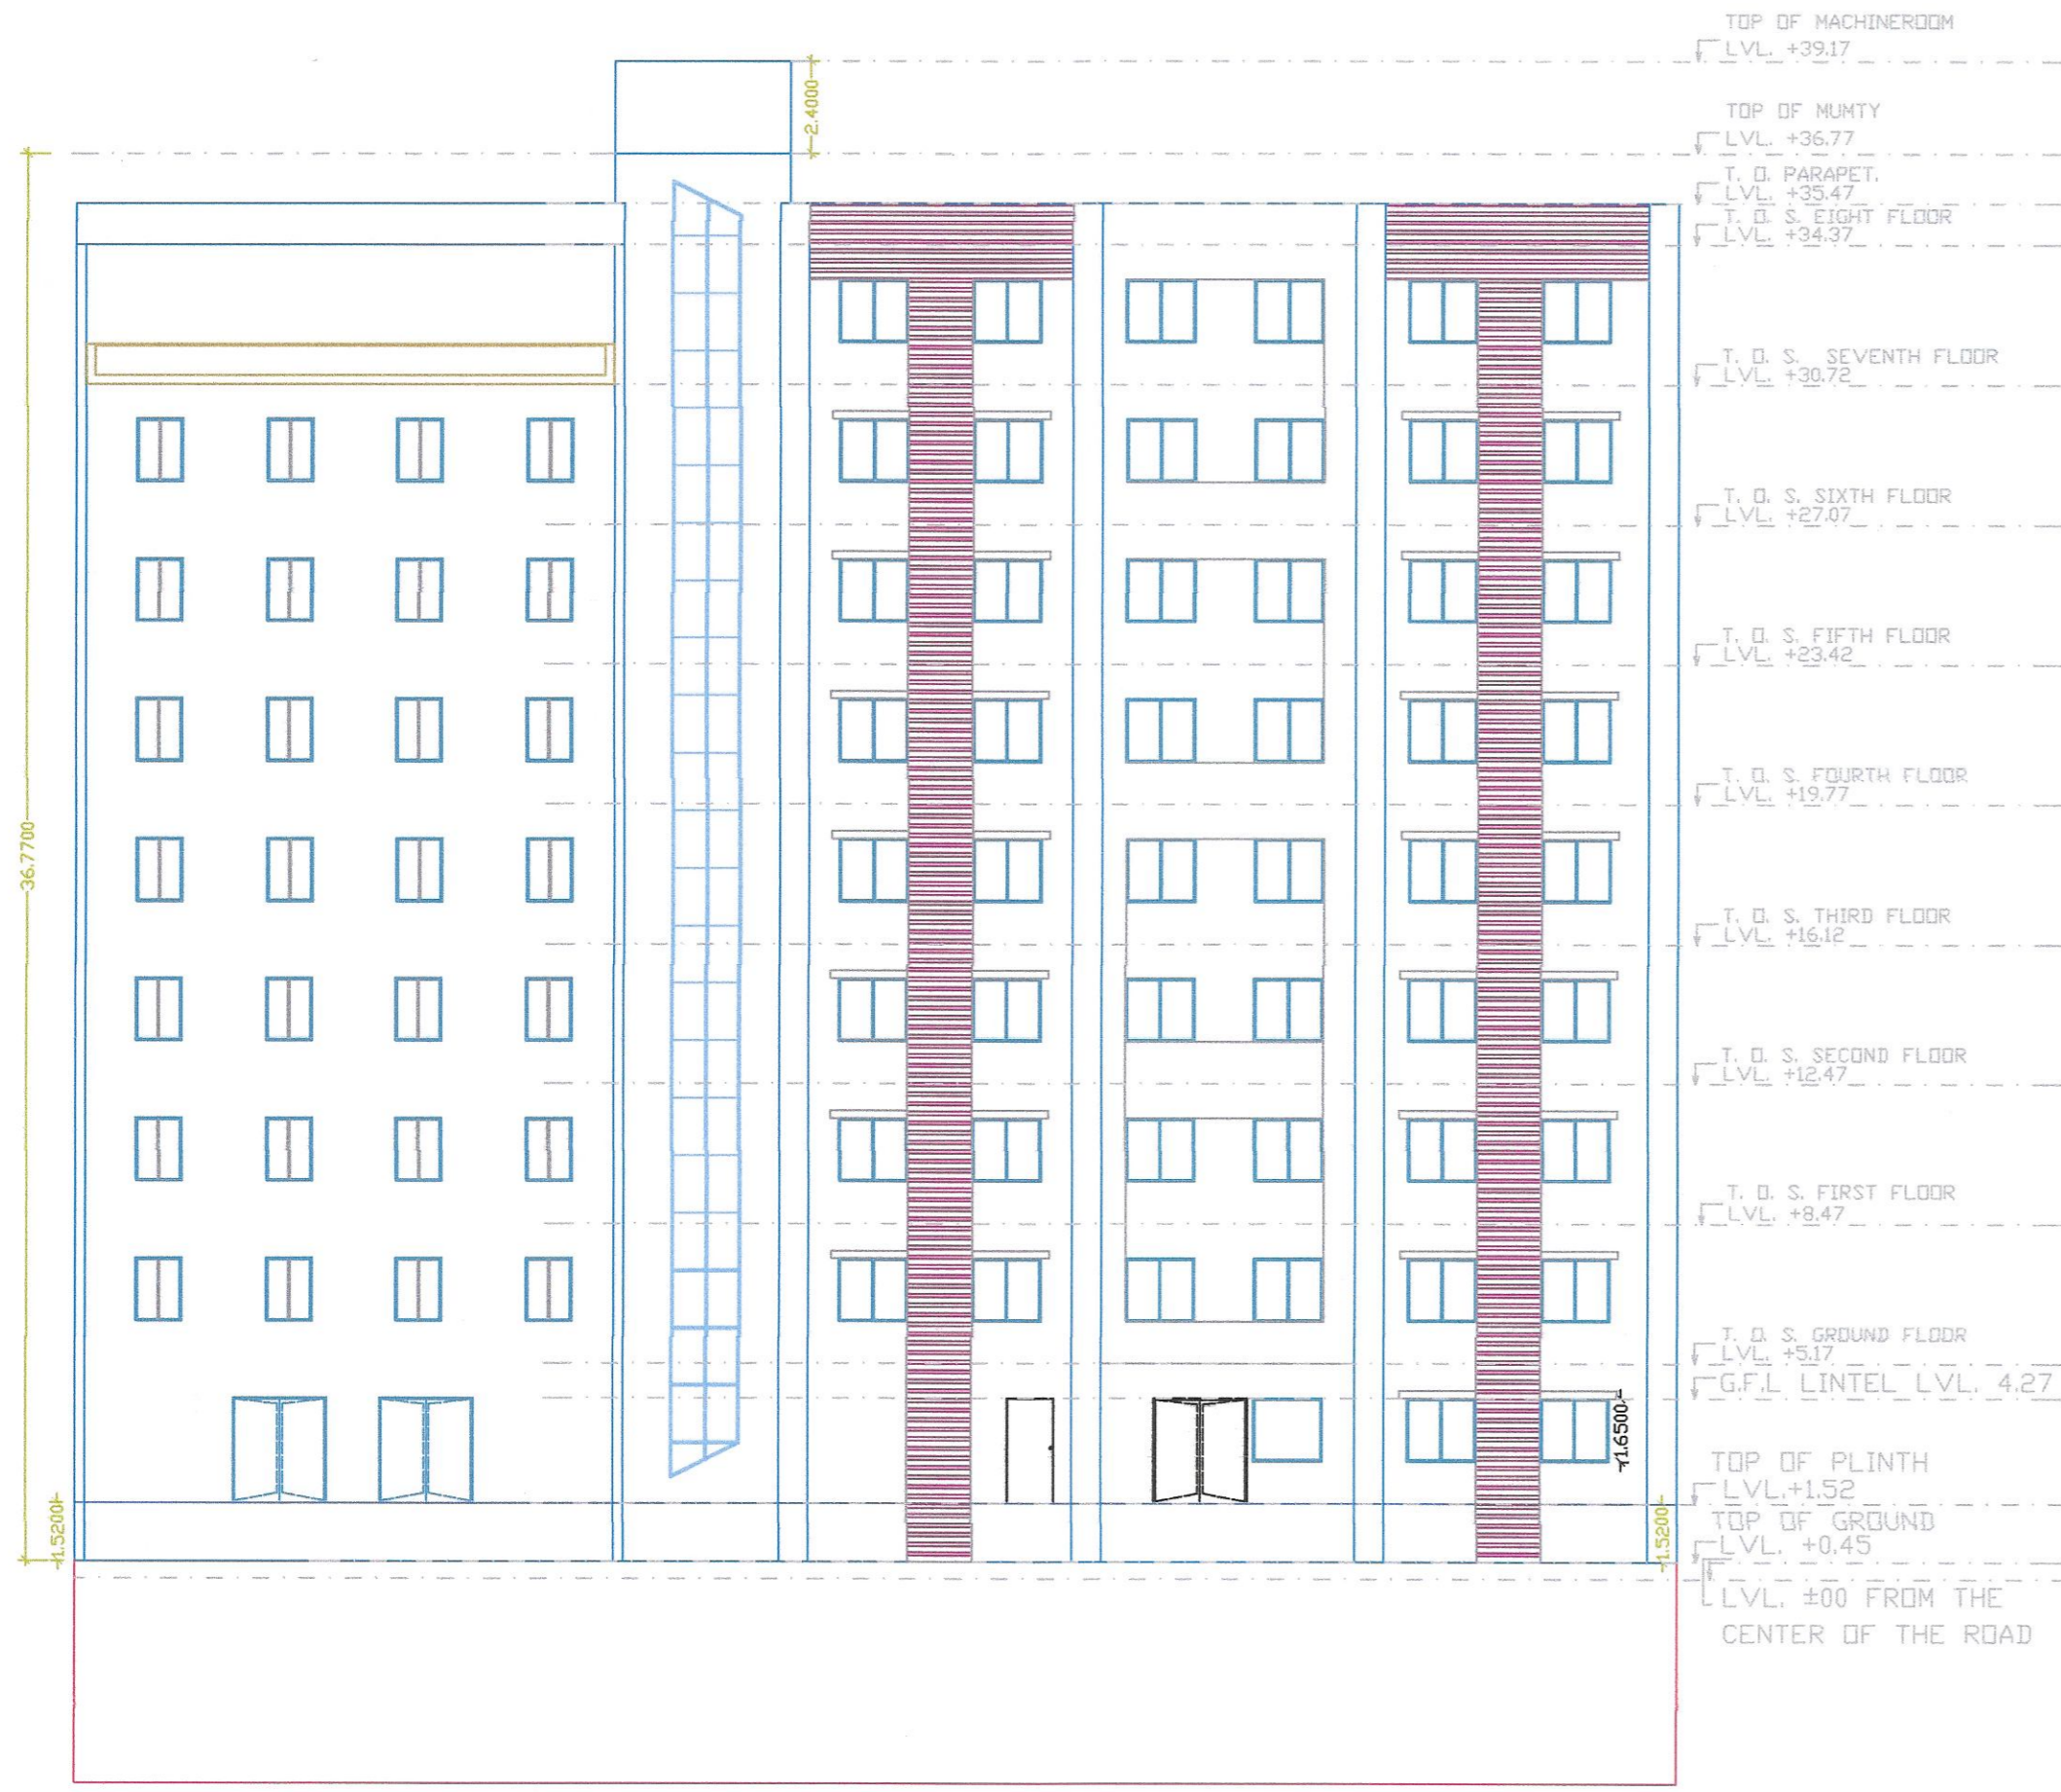 TOP OF MACHINEROOM
LVL. +39.17
2.4000
TOP OF MUMTY
LVL. +36.77
T. O. PARAPET.
LVL. +35.47
T. O. S. EIGHT FLOOR
LVL. +34.37
T. O. S. SEVENTH FLOOR
LVL. +30.72
T. O. S. SIXTH FLOOR
LVL. +27.07
T. O. S. FIFTH FLOOR
LVL. +23.42
T. O. S. FOURTH FLOOR
LVL. +19.77
36.7700
T. O. S. THIRD FLOOR
LVL. +16.12
T. O. S. SECOND FLOOR
LVL. +12.47
T. O. S. FIRST FLOOR
LVL. +8.47
T. O. S. GROUND FLOOR
LVL. +5.17
G.F.L LINTEL LVL. 4.27
1.6500
TOP OF PLINTH
LVL.+1.52
1.5200
1.5200
TOP OF GROUND
LVL. +0.45
LVL. ±00 FROM THE
CENTER OF THE ROAD